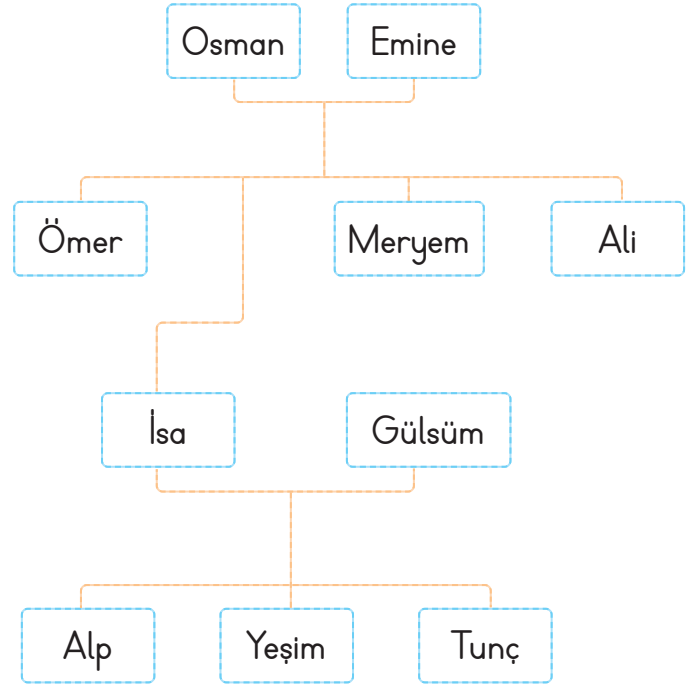 Osman
Emine
Ömer
Meryem
Ali
İsa
Gülsüm
Alp
Yeşim
Tunç